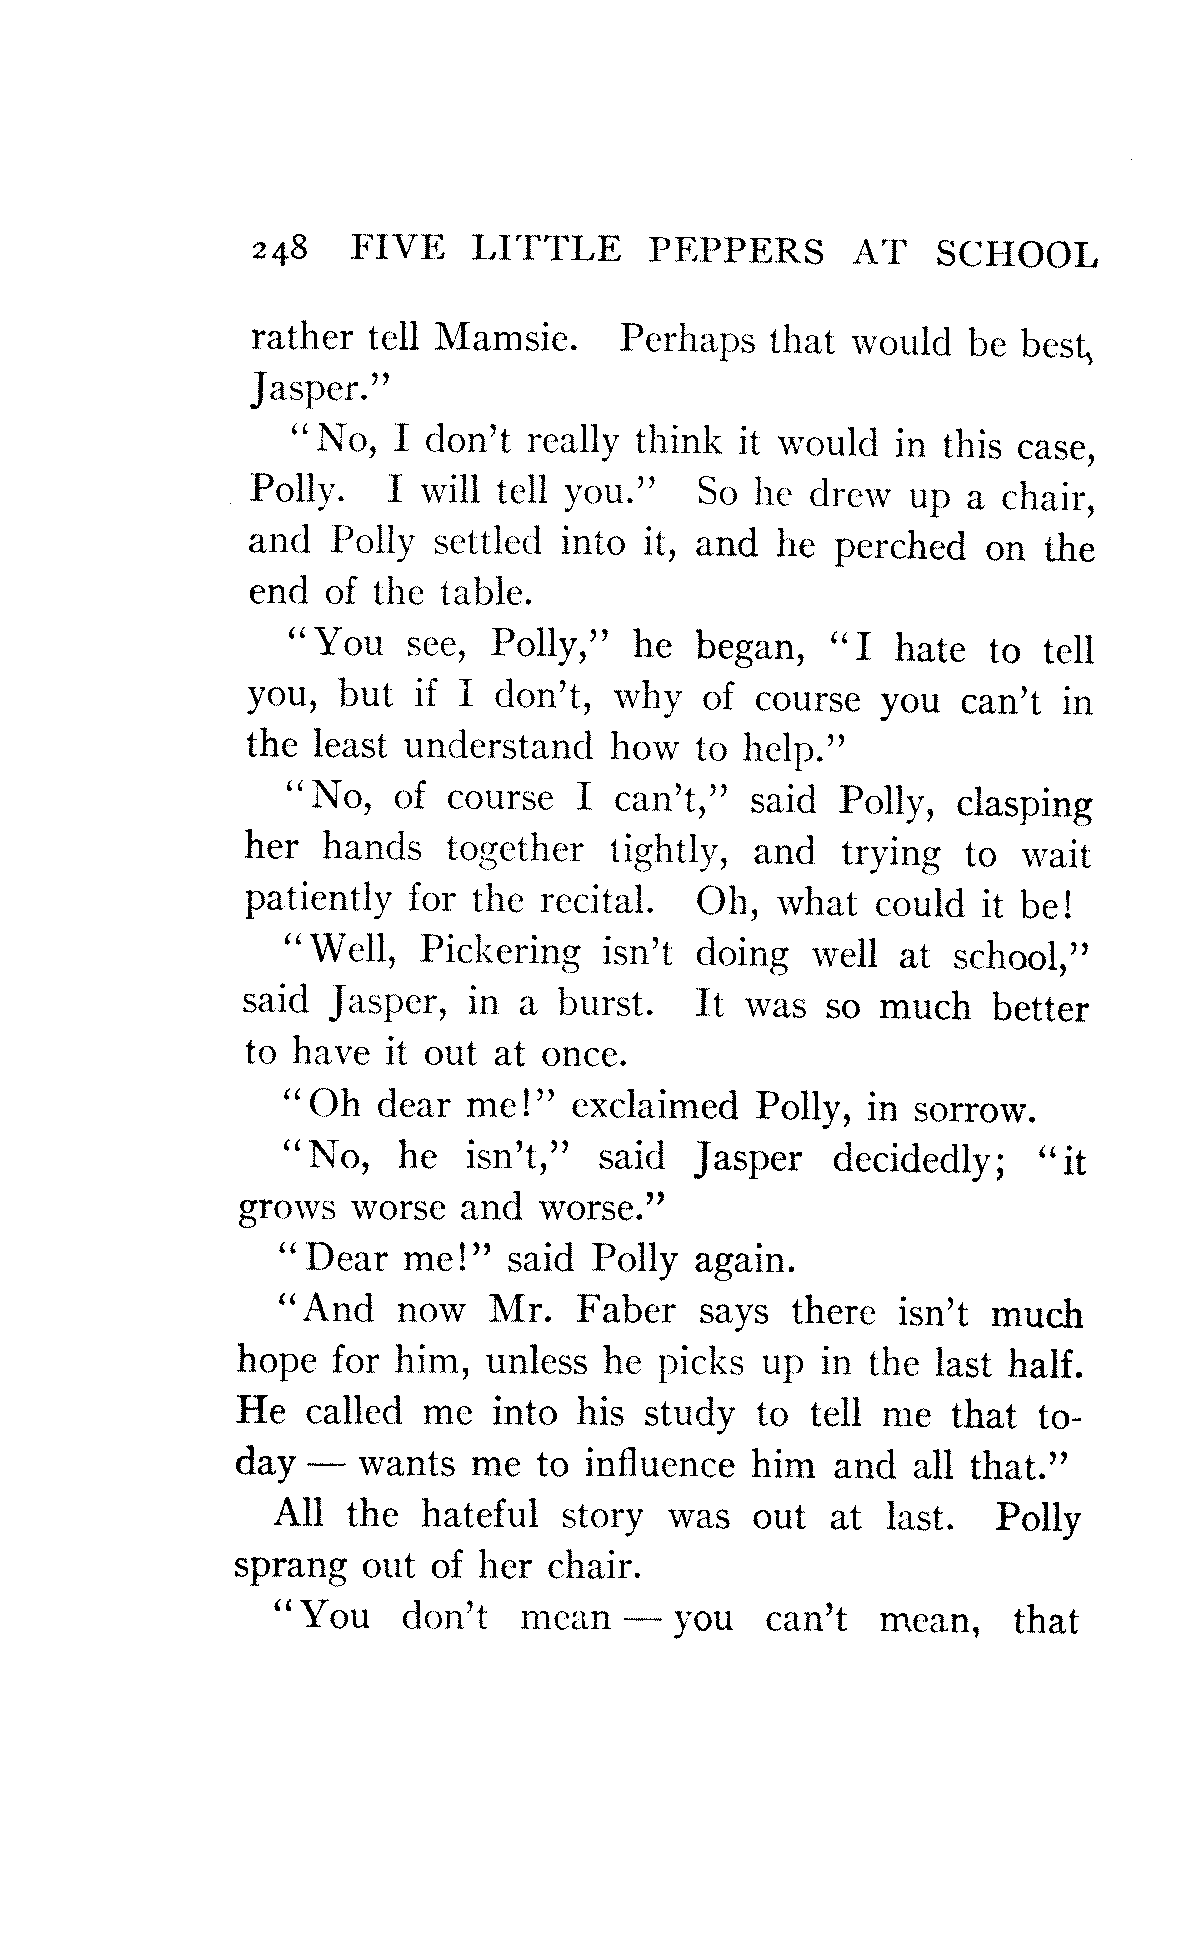 248 FIVE LITTLE PEPPERS AT SCHOOL
rather tell Mamsie. Perhaps that would be best,
Jasper."
"No, I don't really think it would in this case,
Polly. I will tell you." So he drew up a chair,
and Polly settled into it, and he perched on the
end of the table.
"You see, Polly," he began, "I hate to tell
you, but if I don't, why of course you can't in
the least understand how to help."
"No, of course I can't," said Polly, clasping
her hands together tightly, and trying to wait
patiently for the recital. Oh, what could it be!
"Well, Pickering isn't doing well at school,"
said Jasper, in a burst. It was so much better
to have it out at once.
"Oh dear me!" exclaimed Polly, in sorrow.
"No, he isn't," said Jasper decidedly; "it
grows worse and worse."
"Dear me!" said Polly again.
"And now Mr. Faber says there isn't much
hope for him, unless he picks up in the last half.
He called me into his study to tell me that to-
day — wants me to influence him and all that."
All the hateful story was out at last. Polly
sprang out of her chair.
"You don't mean — you can't mean, that